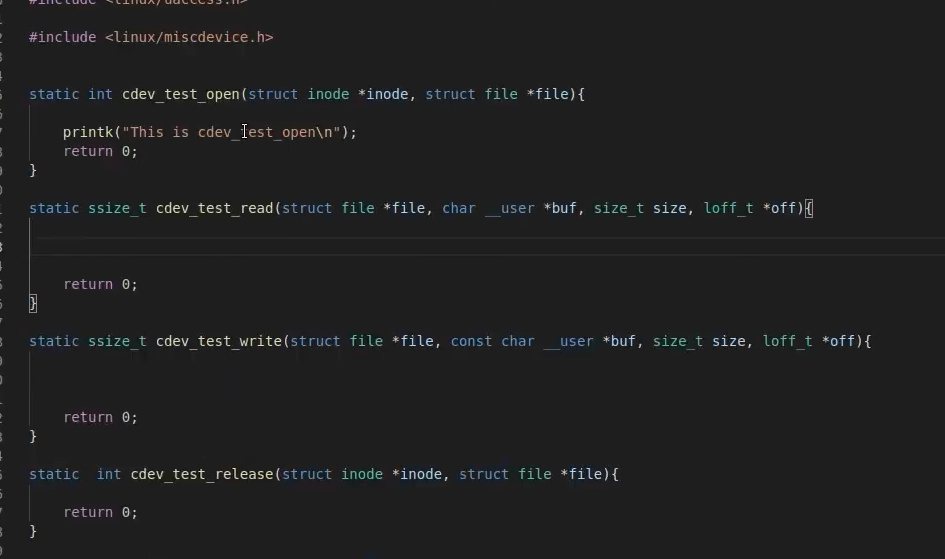 #include <linux/uaccess.h>
#include <linux/miscdevice.h>
static int cdev_test_open(struct inode *inode, struct file *file){
printk("This is cdev_test_open\n");
return 0;
}
static ssize_t cdev_test_read(struct file *file, char __user *buf, size_t size, loff_t *off){
return 0;
}
static ssize_t cdev_test_write(struct file *file, const char __user *buf, size_t size, loff_t *off){
return 0;
}
static  int cdev_test_release(struct inode *inode, struct file *file){
return 0;
}